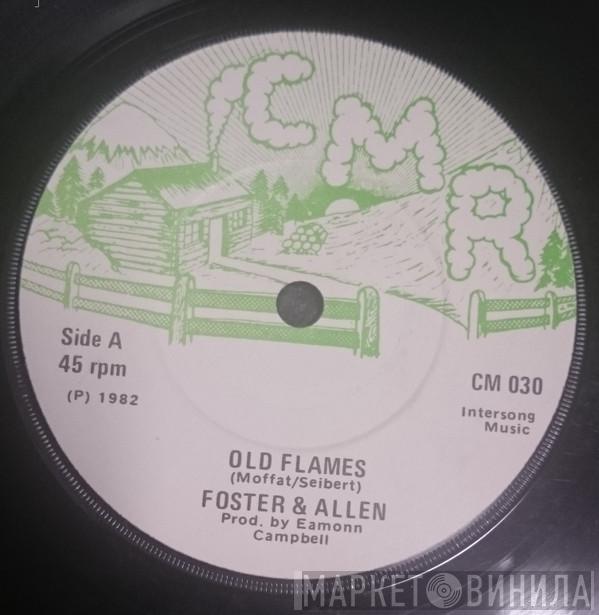 CMR
Side A
45 rpm
(P) 1982
CM 030
Intersong
Music
OLD FLAMES
(Moffat/Seibert)
FOSTER & ALLEN
Prod. by Eamonn
Campbell
МАРКЕТ ВИНИЛА